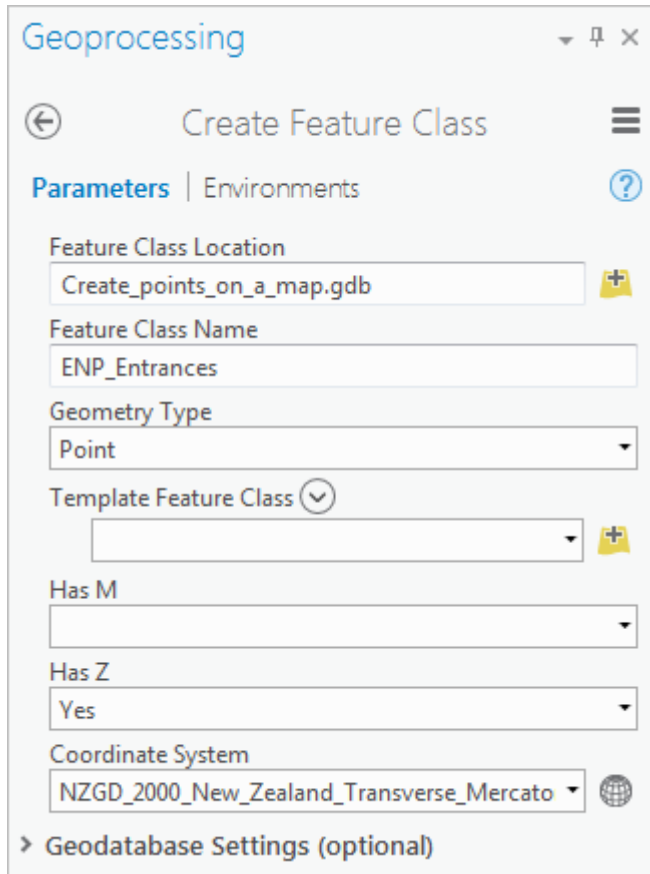 Geoprocessing
Create Feature Class
Parameters | Environments
Feature Class Location
Create_points_on_a_map.gdb
Feature Class Name
ENP_Entrances
Geometry Type
Point
Template Feature Class
Has M
Has Z
Yes
Coordinate System
NZGD_2000_New_Zealand_Transverse_Mercato
Geodatabase Settings (optional)